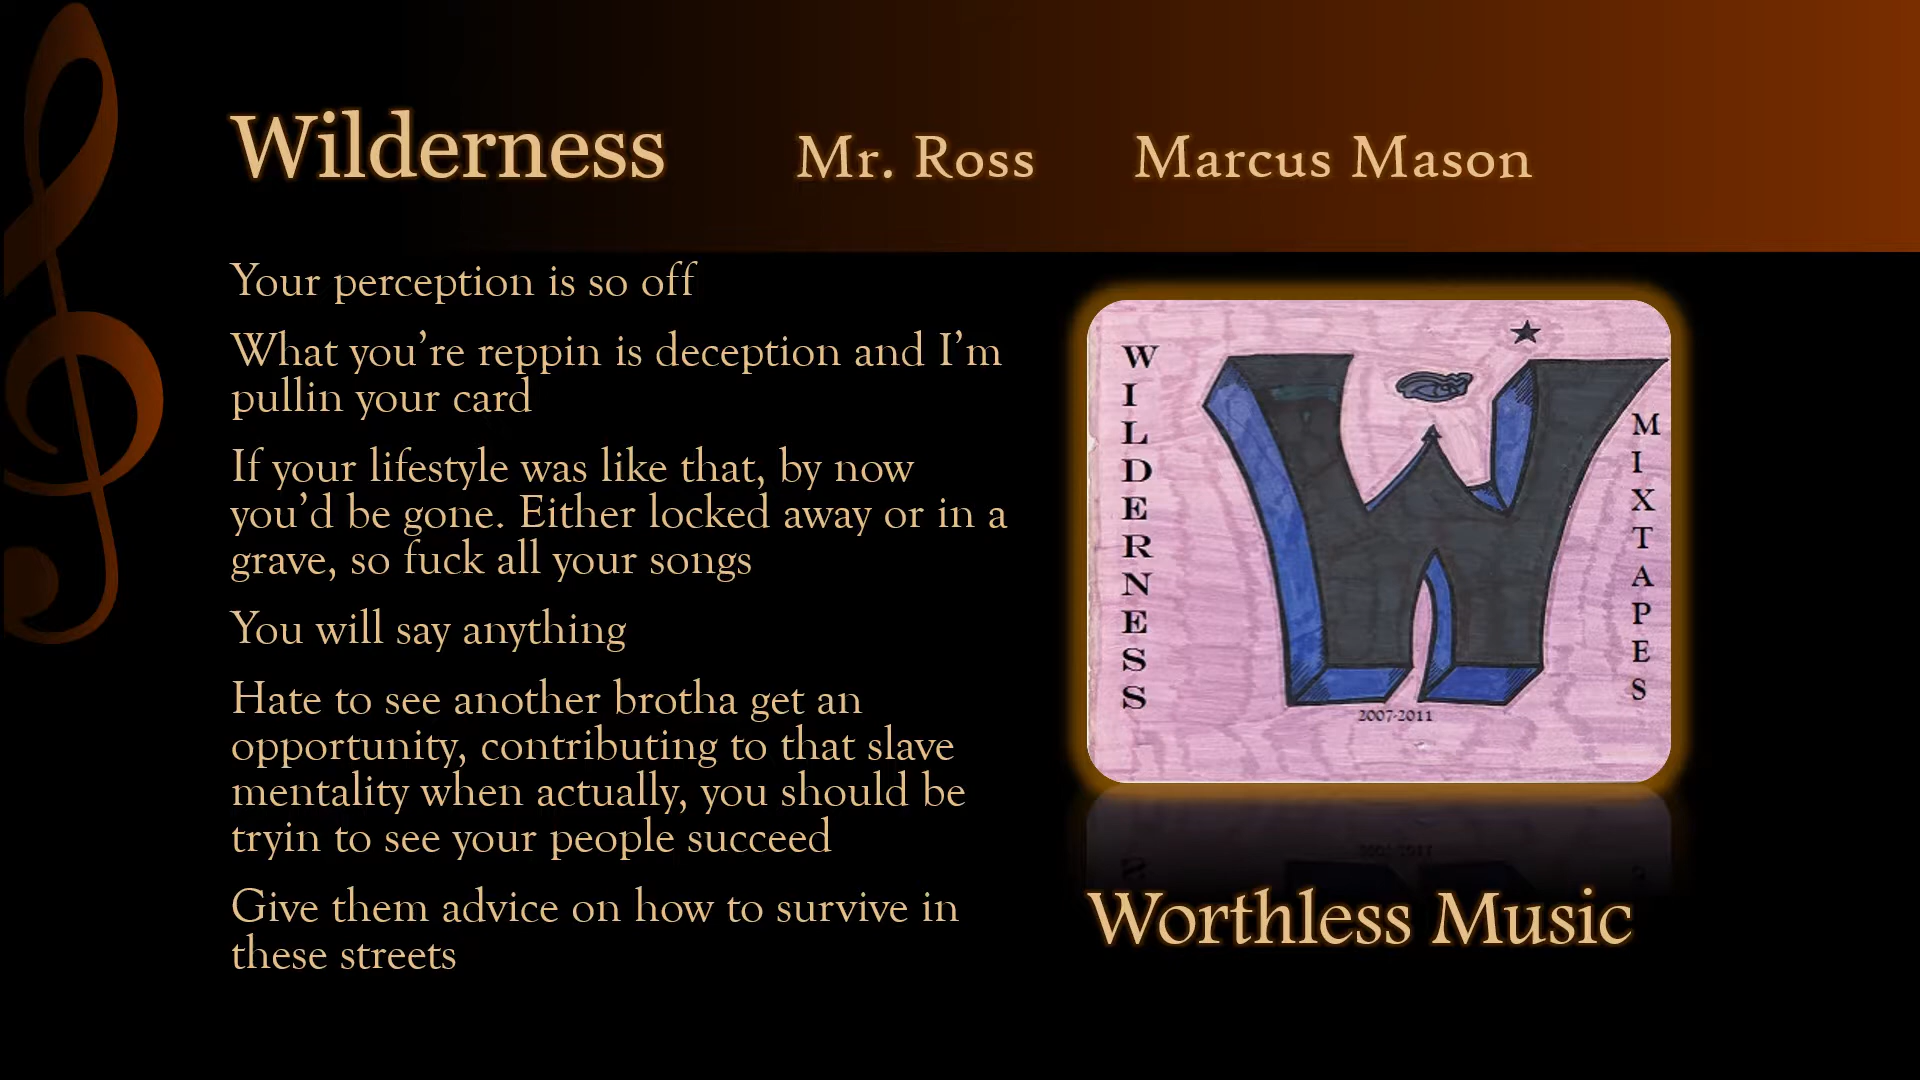 Wilderness Mr. Ross Marcus Mason
Your perception is so off
What you're reppin is deception and I'm
pullin your card
If your lifestyle was like that, by now
you'd be gone. Either locked away or in a
grave, so fuck all your songs
You will say anything
Hate to see another brotha get an
opportunity, contributing to that slave
mentality when actually, you should be
tryin to see your people succeed
Give them advice on how to survive in
these streets
WILDERNESS
W
MIXTAPES
2007-2011
Worthless Music